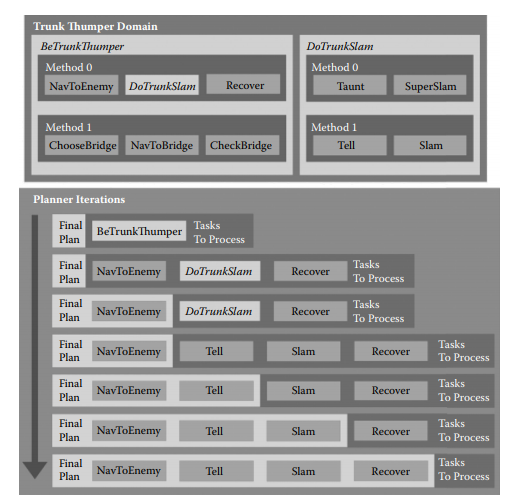 Trunk Thumper Domain
BeTrunkThumper
Method 0
NavToEnemy DoTrunkSlam Recover
Method 1
ChooseBridge NavToBridge CheckBridge
DoTrunkSlam
Method 0
Taunt SuperSlam
Method 1
Tell Slam
Planner Iterations
Final Plan BeTrunkThumper Tasks To Process
Final Plan NavToEnemy DoTrunkSlam Recover Tasks To Process
Final Plan NavToEnemy DoTrunkSlam Recover Tasks To Process
Final Plan NavToEnemy Tell Slam Recover Tasks To Process
Final Plan NavToEnemy Tell Slam Recover Tasks To Process
Final Plan NavToEnemy Tell Slam Recover Tasks To Process
Final Plan NavToEnemy Tell Slam Recover Tasks To Process